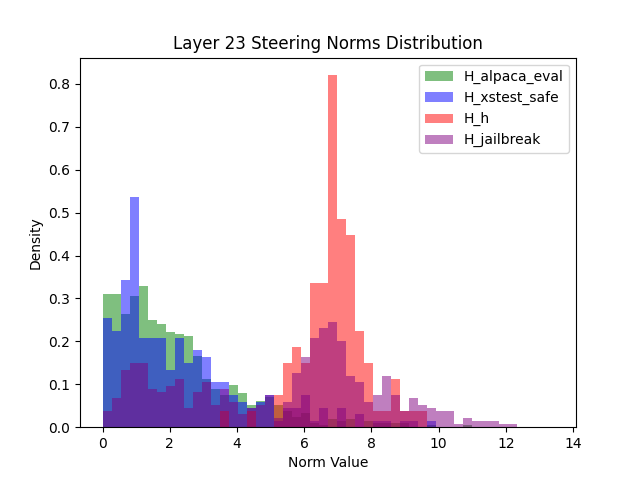 Layer 23 Steering Norms Distribution
H_alpaca_eval
H_xstest_safe
H_h
H_jailbreak
Density
0.8
0.7
0.6
0.5
0.4
0.3
0.2
0.1
0.0
0 2 4 6 8 10 12 14
Norm Value